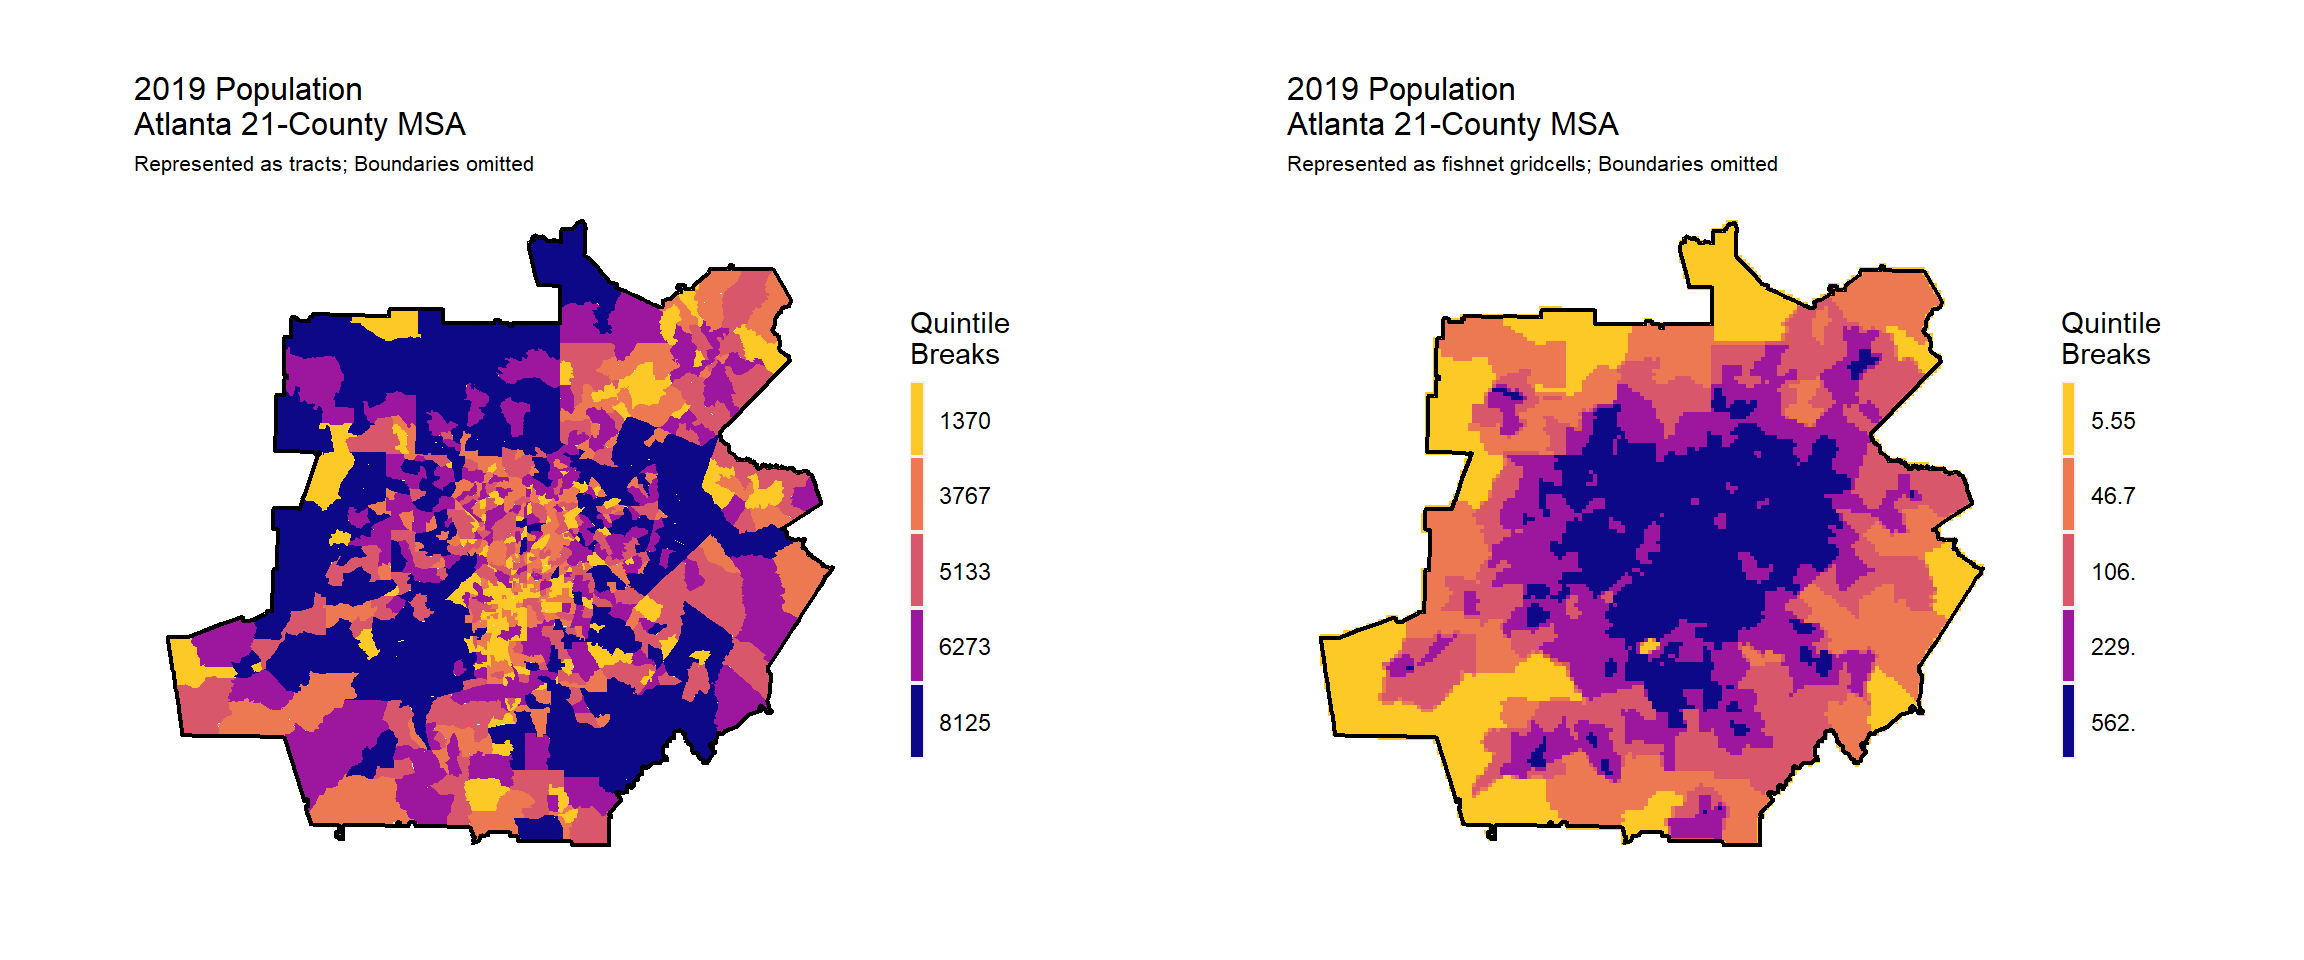 2019 Population
Atlanta 21-County MSA
Represented as tracts; Boundaries omitted
Quintile
Breaks
1370
3767
5133
6273
8125
2019 Population
Atlanta 21-County MSA
Represented as fishnet gridcells; Boundaries omitted
Quintile
Breaks
5.55
46.7
106.
229.
562.